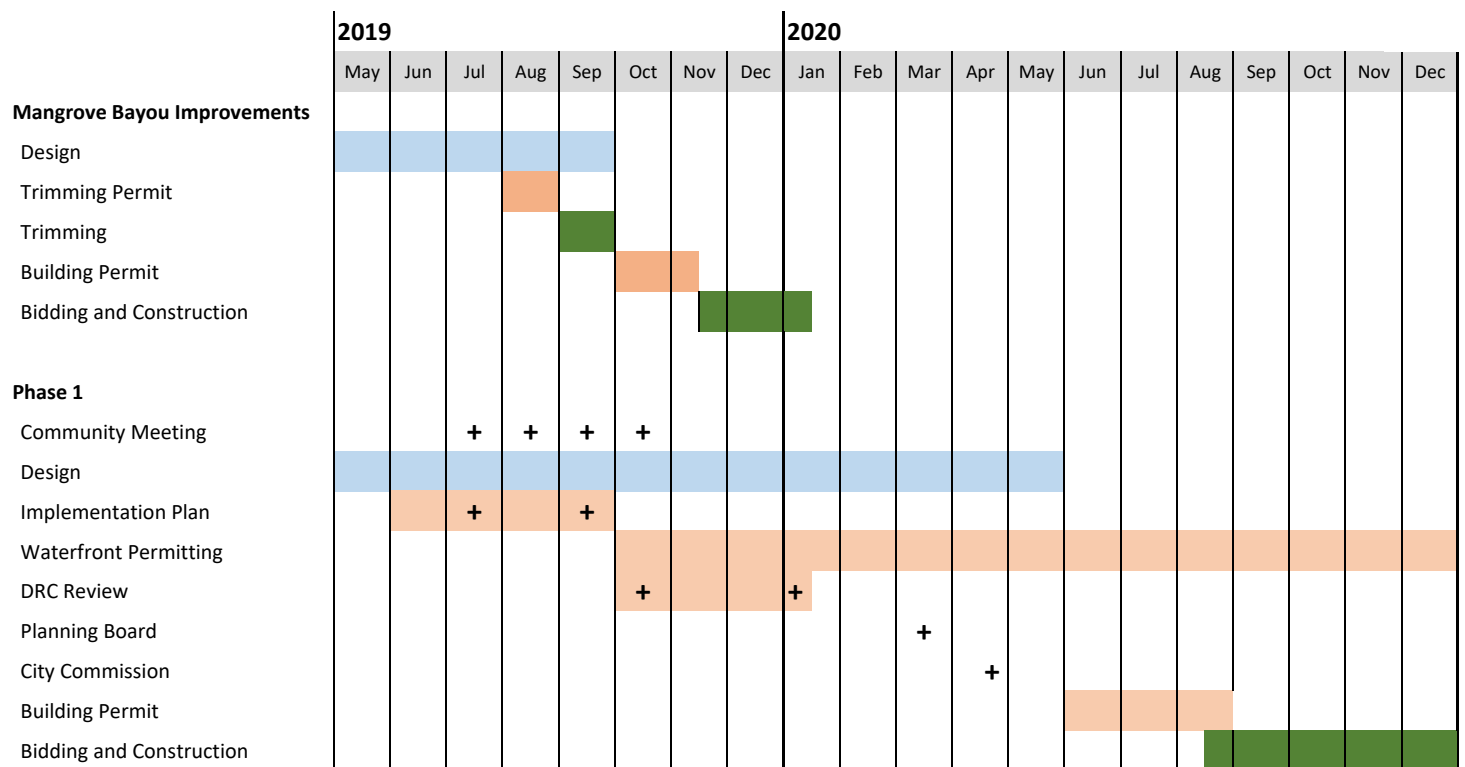 2019 2020
May Jun Jul Aug Sep Oct Nov Dec Jan Feb Mar Apr May Jun Jul Aug Sep Oct Nov Dec
Mangrove Bayou Improvements
Design
Trimming Permit
Trimming
Building Permit
Bidding and Construction
Phase 1
Community Meeting + + + +
Design
Implementation Plan + +
Waterfront Permitting
DRC Review + +
Planning Board +
City Commission +
Building Permit
Bidding and Construction